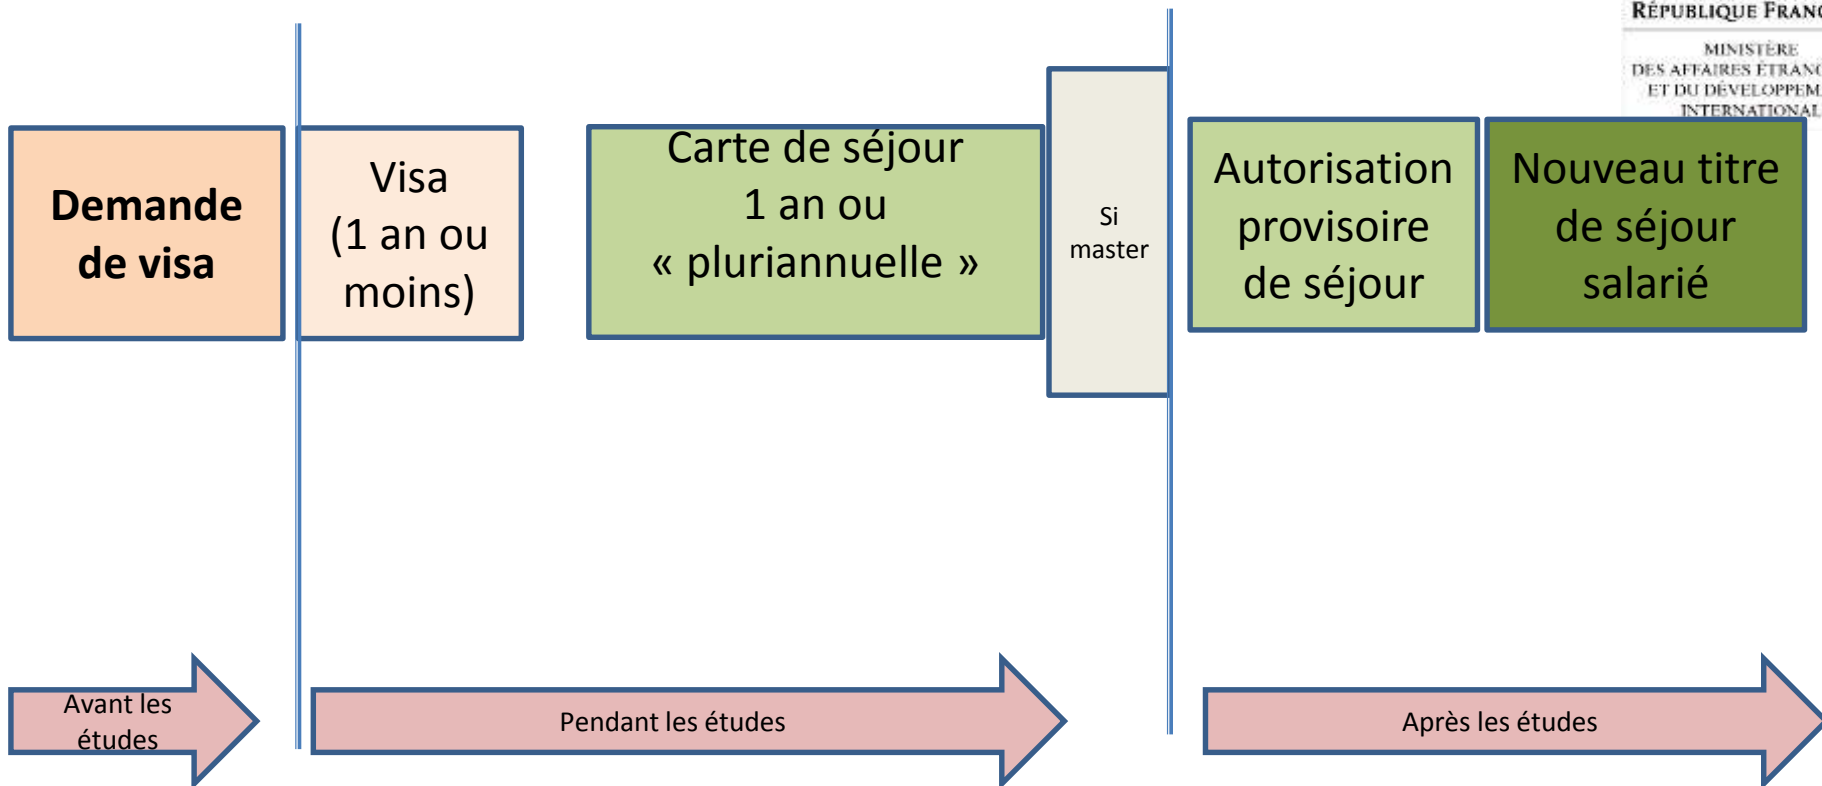 RÉPUBLIQUE FRANÇ
MINISTÈRE
DES AFFAIRES ÉTRANG
ET DU DÉVELOPPEM
INTERNATIONAL
Demande
de visa
Visa
(1 an ou
moins)
Carte de séjour
1 an ou
« pluriannuelle »
Si
master
Autorisation
provisoire
de séjour
Nouveau titre
de séjour
salarié
Avant les
études
Pendant les études
Après les études